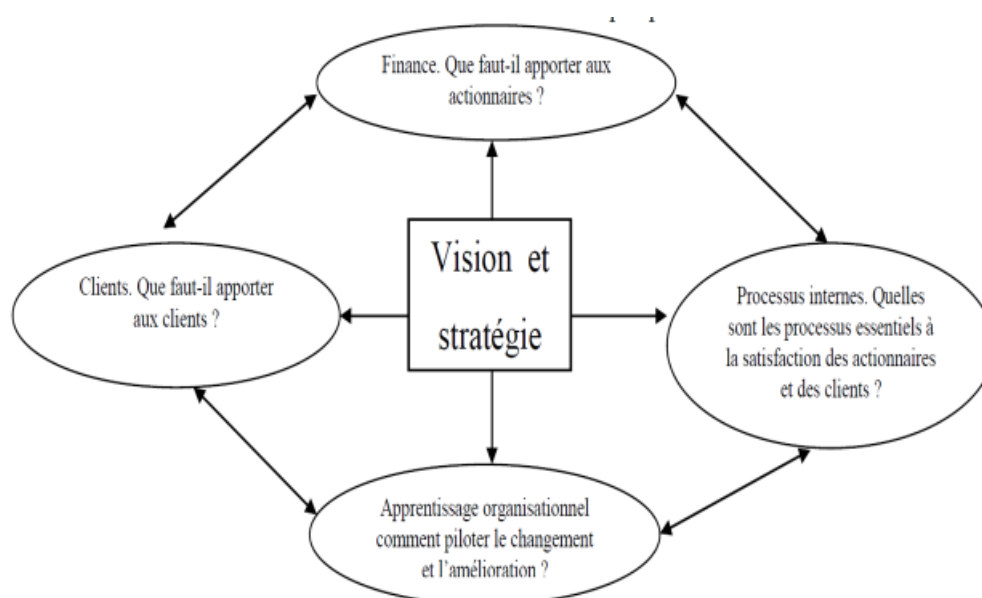 Finance. Que faut-il apporter aux
actionnaires ?
Vision et
stratégie
Clients. Que faut-il apporter
aux clients ?
Processus internes. Quelles
sont les processus essentiels à
la satisfaction des actionnaires
et des clients ?
Apprentissage organisationnel
comment piloter le changement
et l’amélioration ?